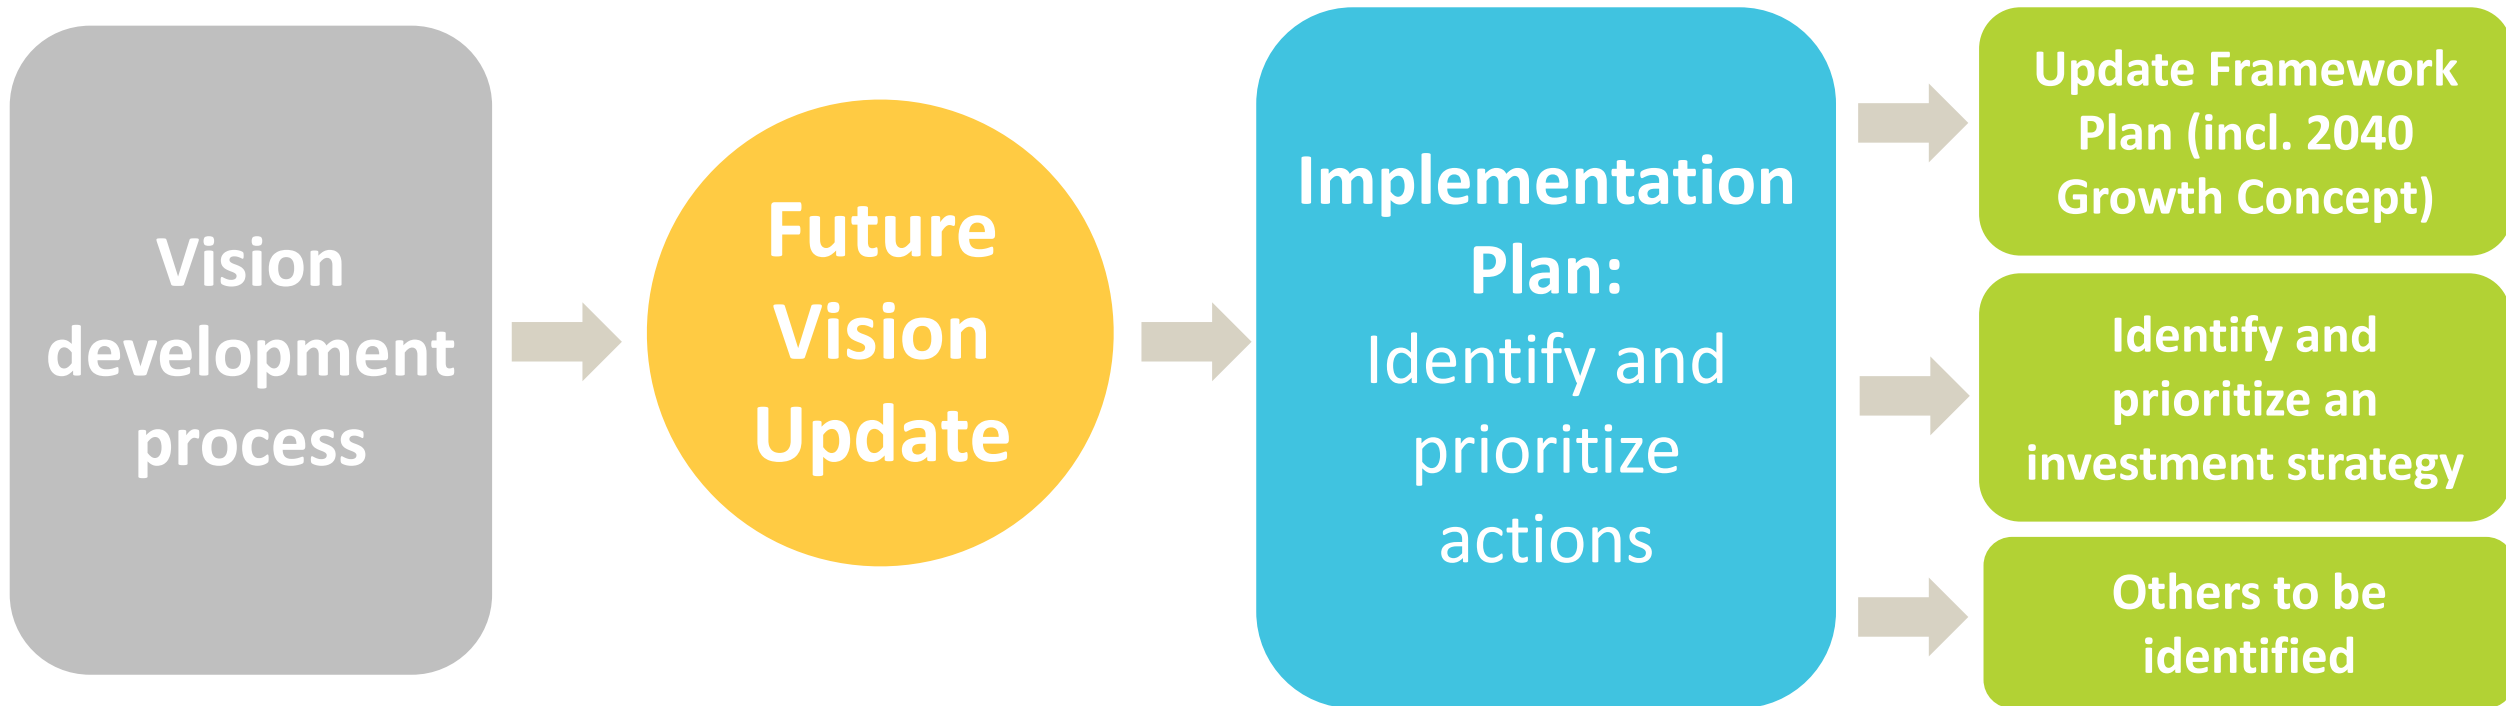 Vision
development
process
Future
Vision
Update
Implementation
Plan:
Identify and
prioritize
actions
Update Framework
Plan (incl. 2040
Growth Concept)
Identify and
prioritize an
investment strategy
Others to be
identified